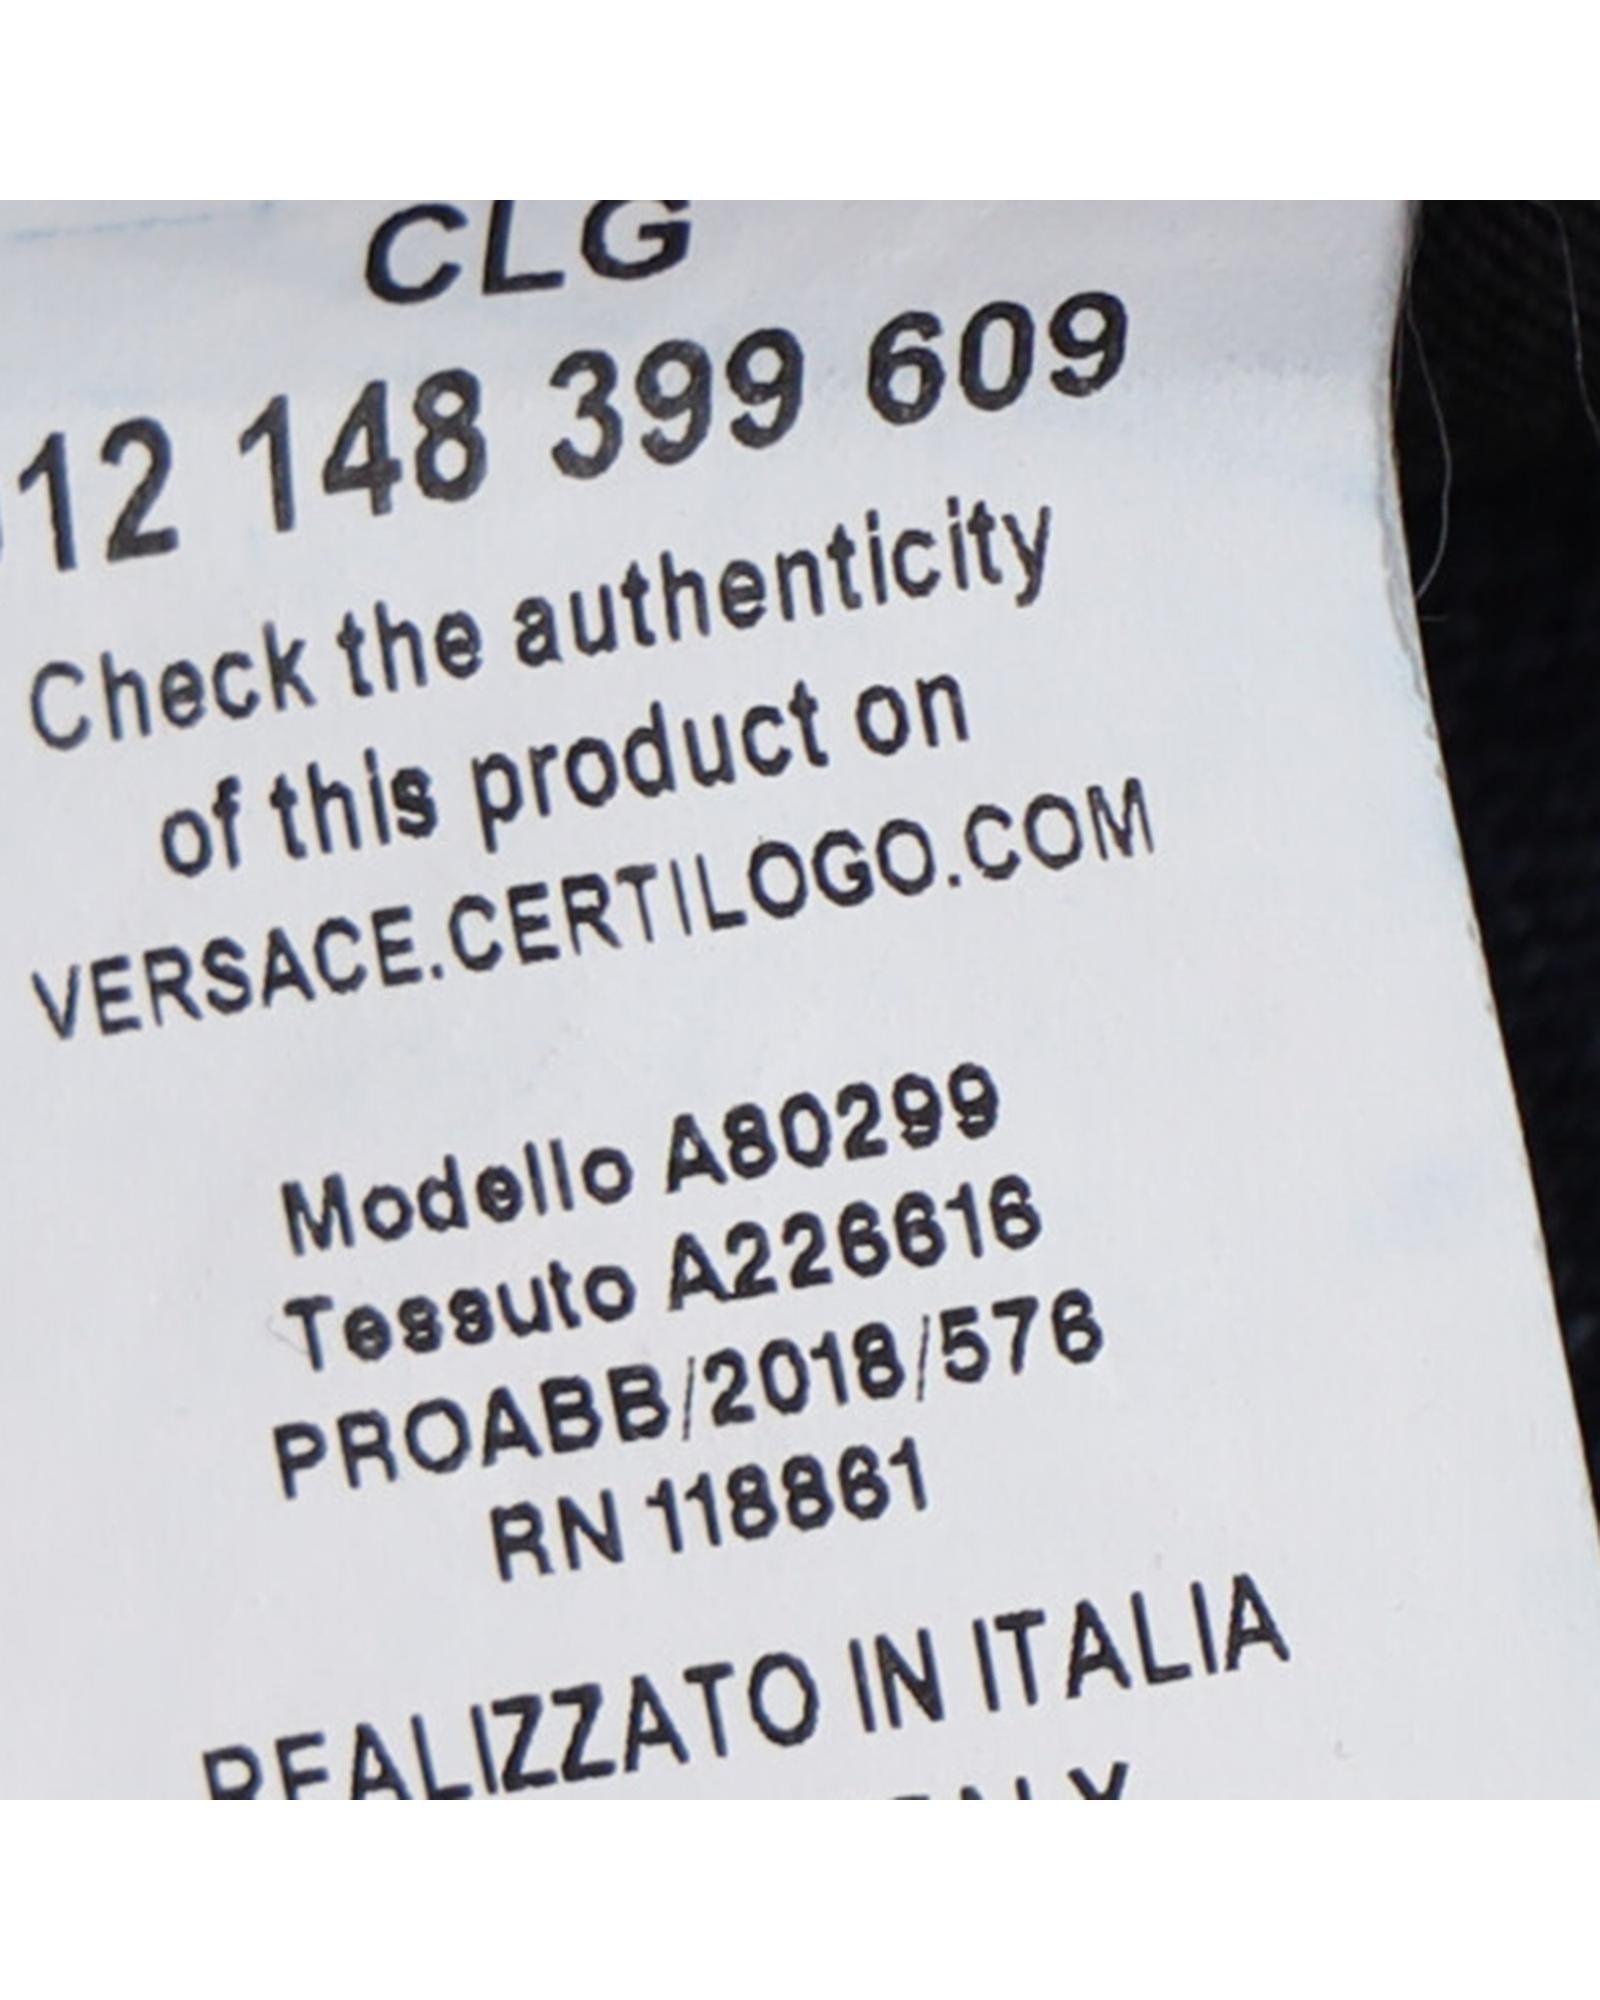 CLG
12 148 399 609
Check the authenticity
of this product on
VERSACE.CERTILOGO.COM
Modello A80299
Tessuto A226616
PROABB/2018/576
RN 118861
REALIZZATO IN ITALIA